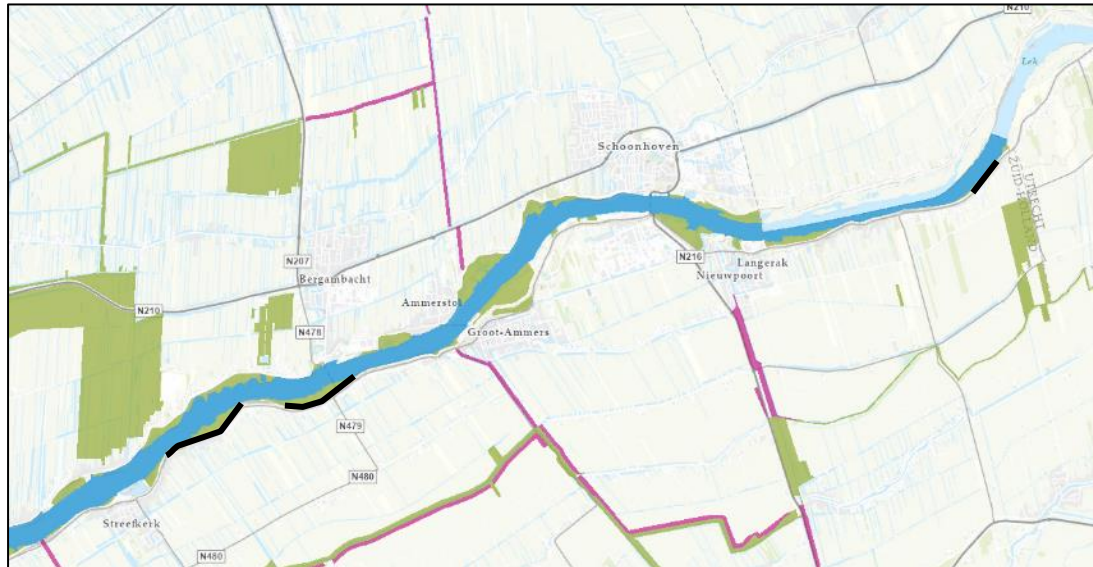 N210
Lek
Schoonhoven
UTRECHT
ZUID-HOLLAND
N207
Bergambacht
N216
Langerak
Nieuwpoort
Ammerstol
N210
N478
Groot-Ammers
N479
N480
Streefkerk
N480